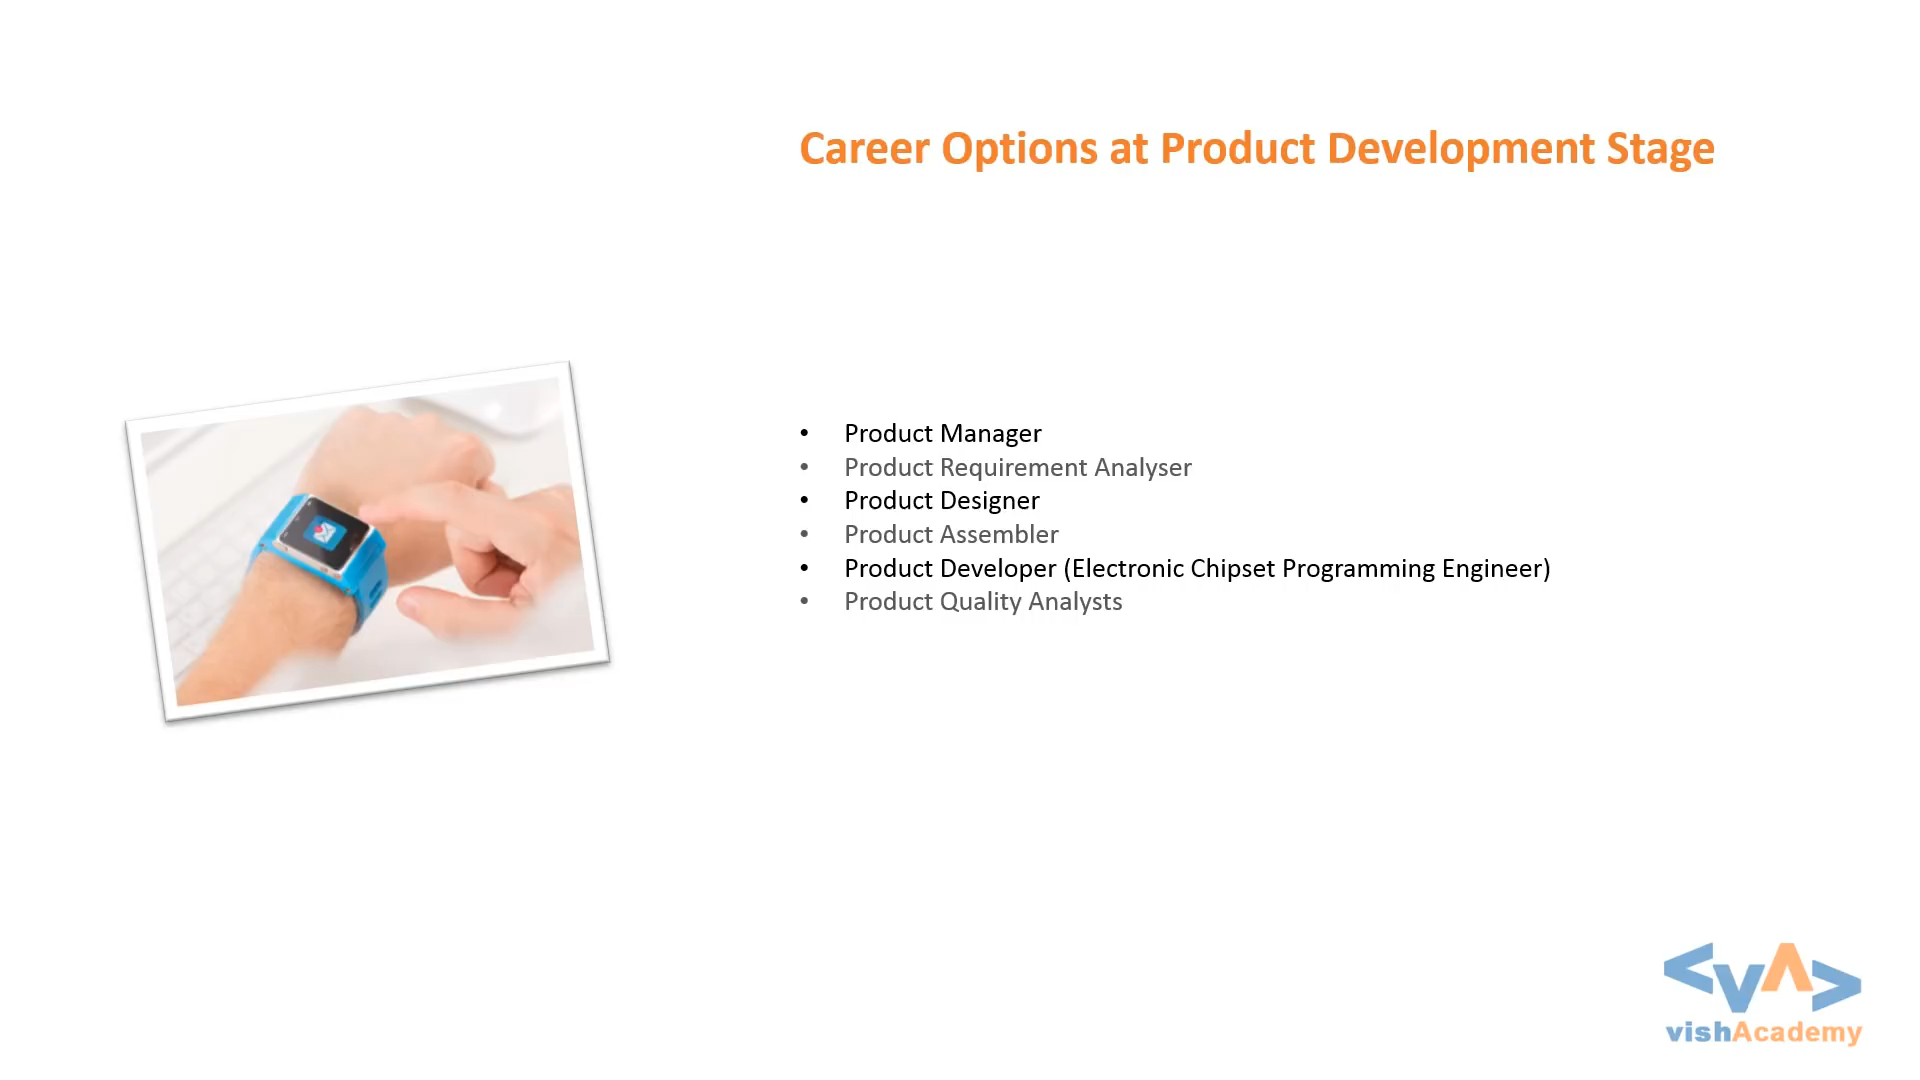 Career Options at Product Development Stage
• Product Manager
• Product Requirement Analyser
• Product Designer
• Product Assembler
• Product Developer (Electronic Chipset Programming Engineer)
• Product Quality Analysts
<VA>
vishAcademy